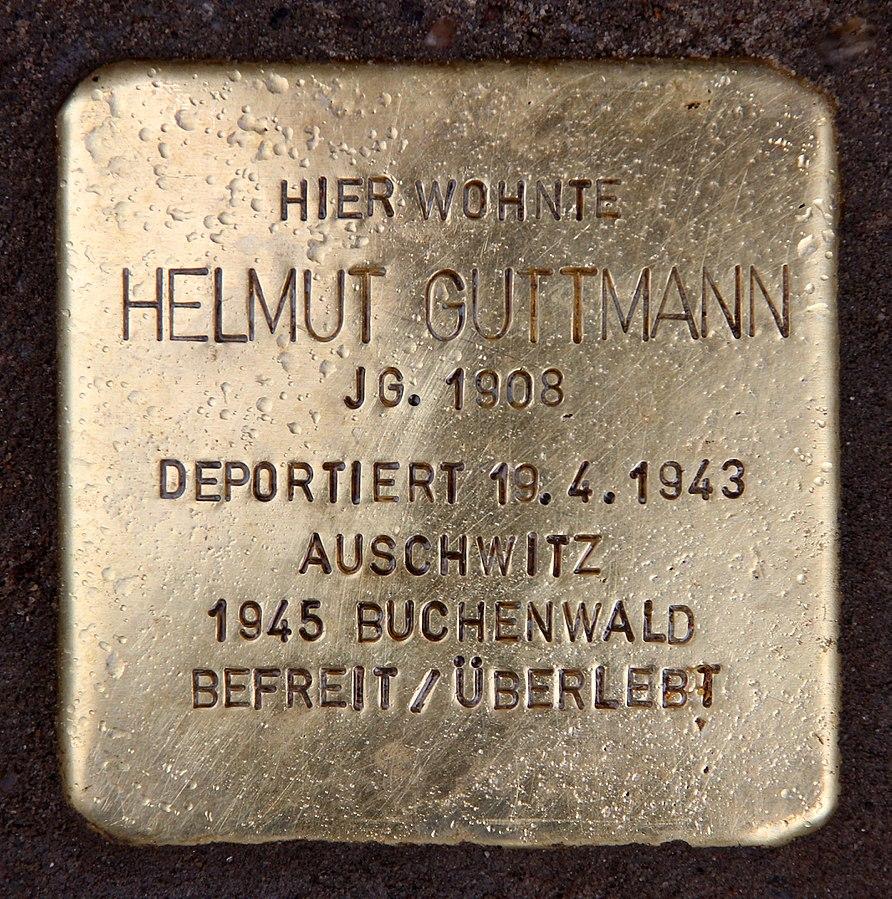 HIER WOHNTE
HELMUT GUTTMANN
JG. 1908
DEPORTIERT 19.4.1943
AUSCHWITZ
1945 BUCHENWALD
BEFREIT/ÜBERLEBT